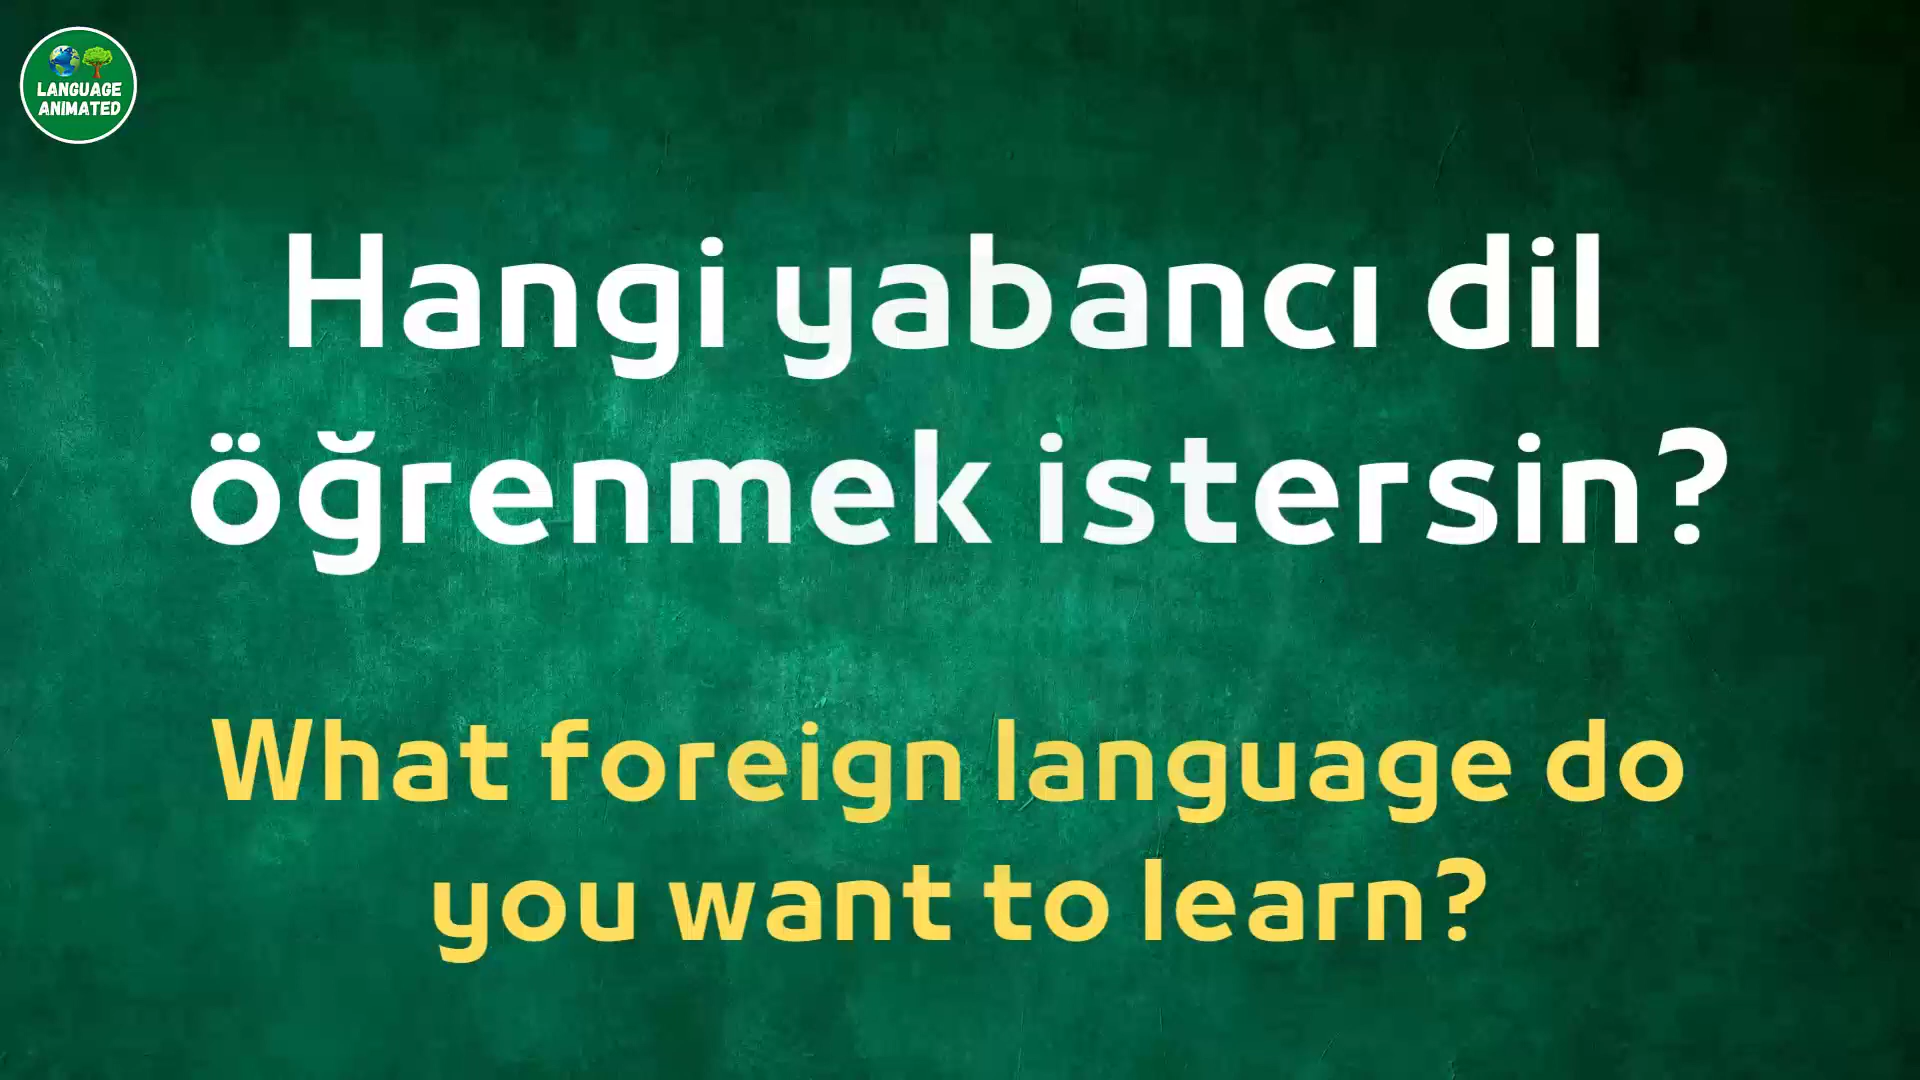 LANGUAGE
ANIMATED
Hangi yabancı dil
öğrenmek istersin?
What foreign language do
you want to learn?